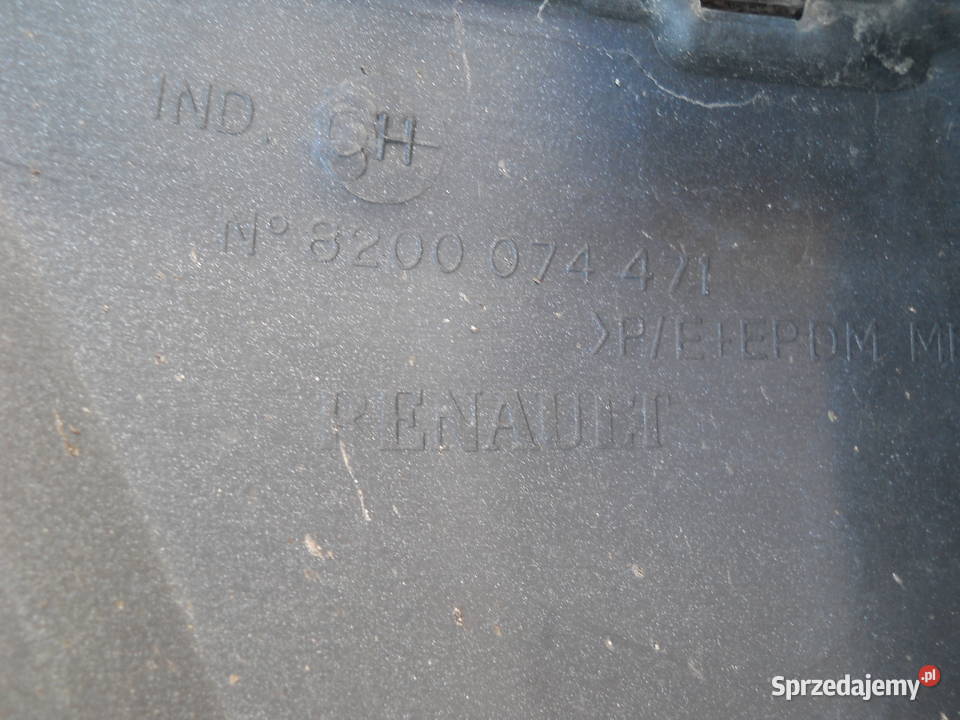 IND. H
N° 8200 074 471
>P/E+EPDM
RENAULT
Sprzedajemy.pl